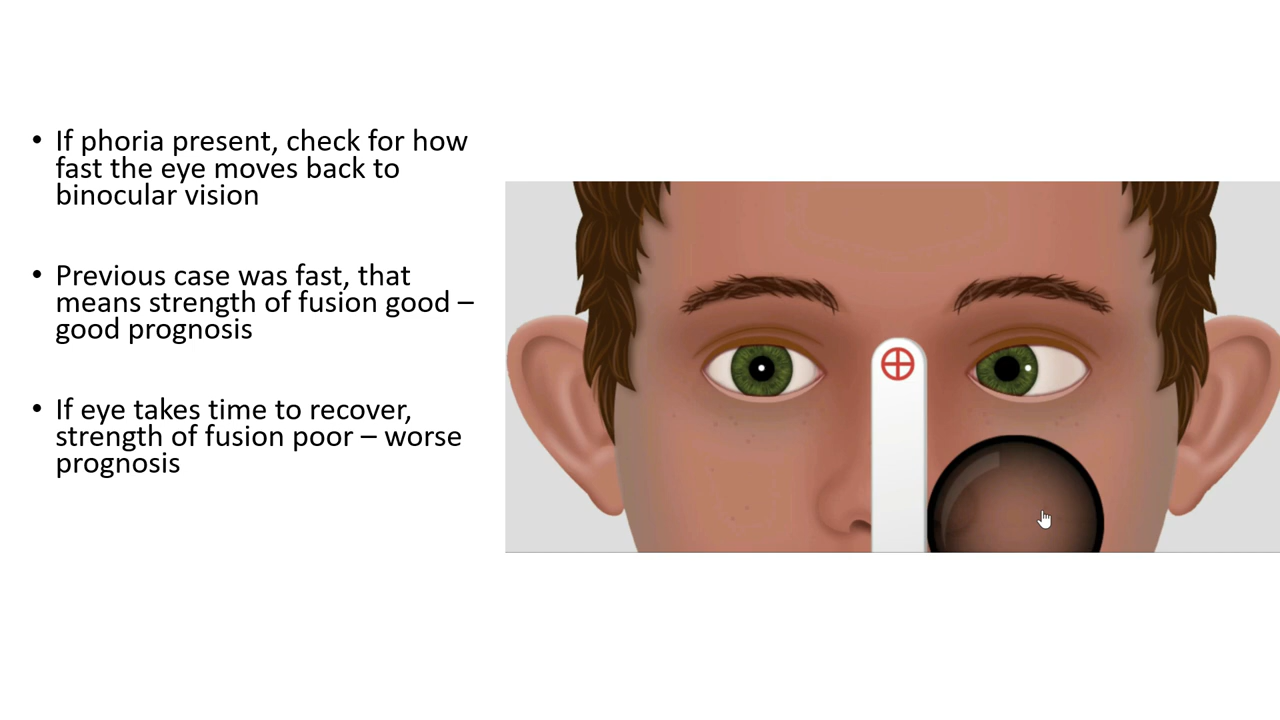 • If phoria present, check for how
fast the eye moves back to
binocular vision
• Previous case was fast, that
means strength of fusion good –
good prognosis
• If eye takes time to recover,
strength of fusion poor – worse
prognosis